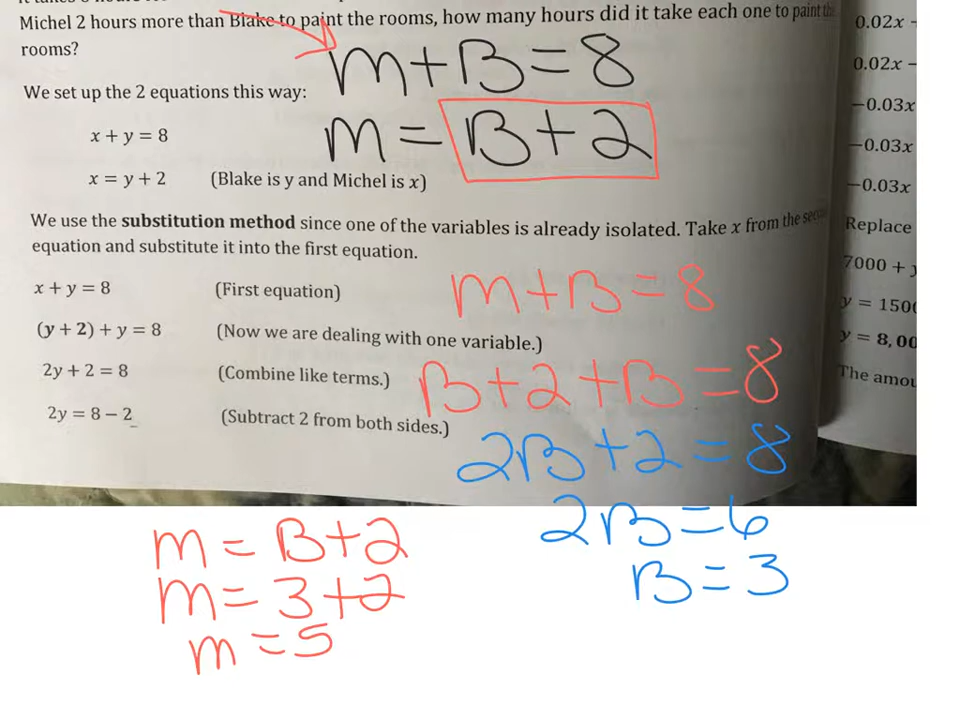 Michel 2 hours more than Blake to paint the rooms, how many hours did it take each one to paint the
rooms?
m+B=8
We set up the 2 equations this way:
x + y = 8
m = B+2
x = y + 2 (Blake is y and Michel is x)
We use the substitution method since one of the variables is already isolated. Take x from the
equation and substitute it into the first equation.
x + y = 8 (First equation)
m+B=8
(y + 2) + y = 8 (Now we are dealing with one variable.)
2y + 2 = 8 (Combine like terms.)
B+2+B=8
2y = 8 − 2 (Subtract 2 from both sides.)
2B+2=8
2B=6
B=3
m = B+2
m = 3+2
m = 5
0.02x -
0.02x -
-0.03x
-0.03x
-0.03x
Replace
7000 + y
y = 1500
y = 8,00
The amou